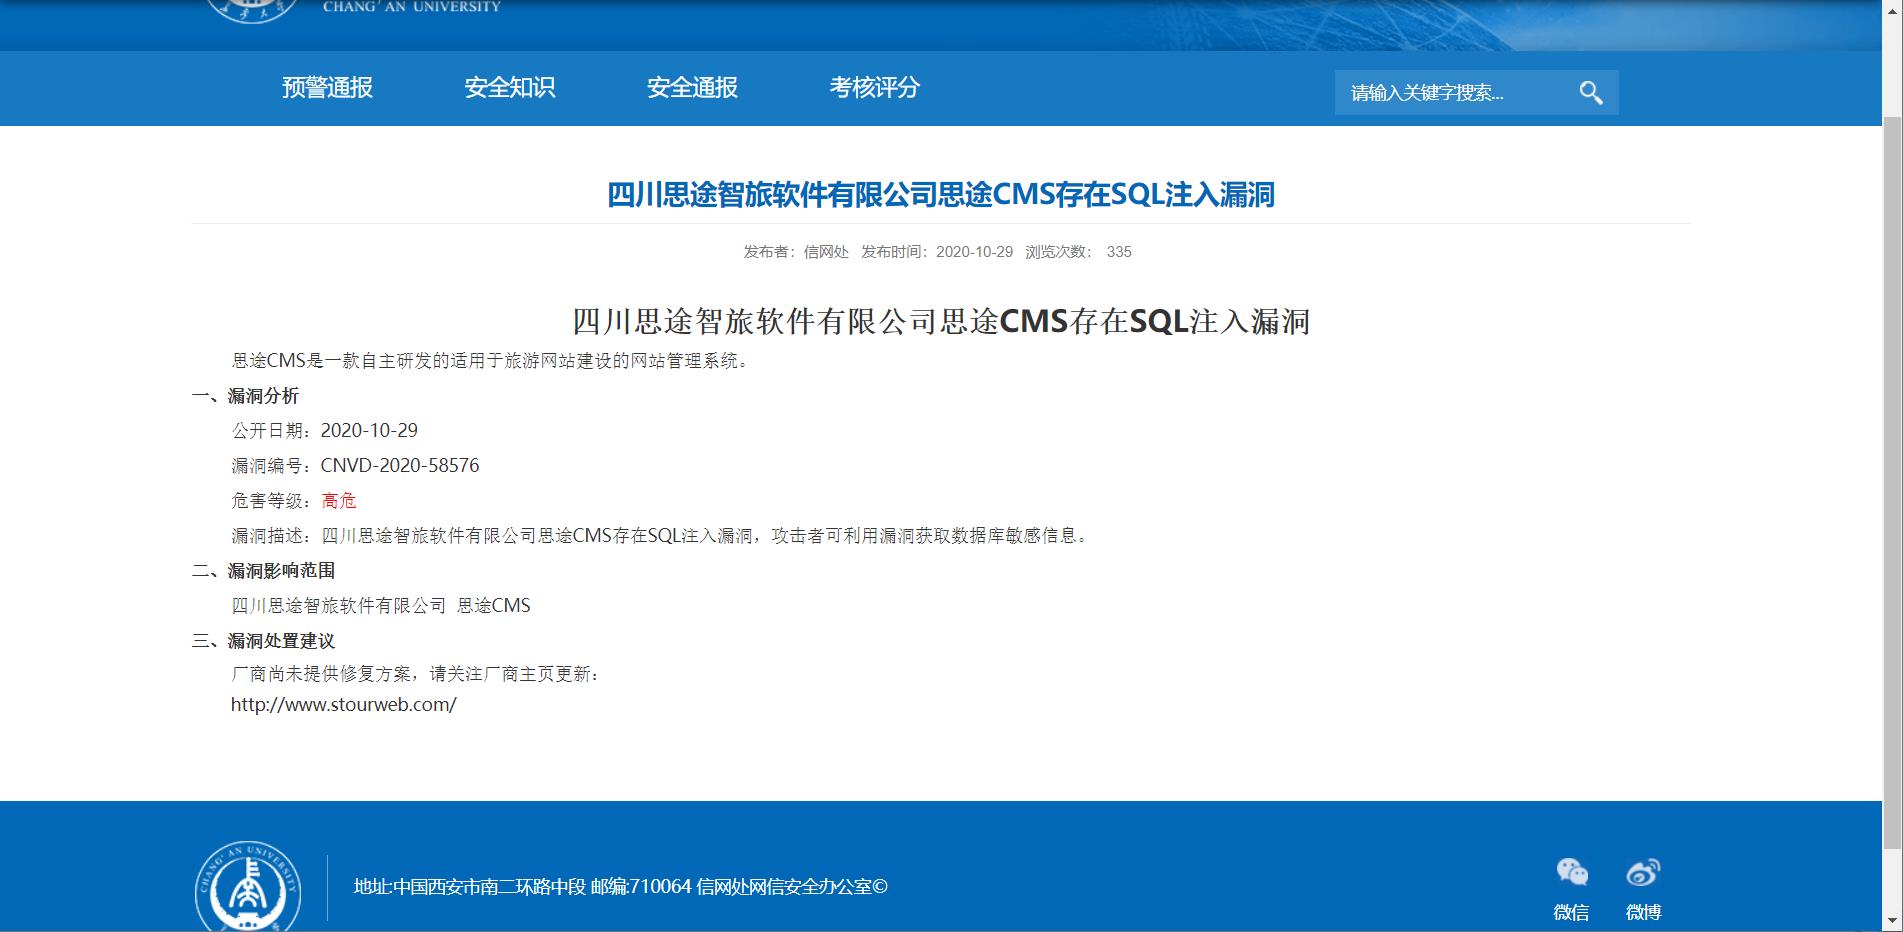 CHANG' AN UNIVERSITY
预警通报 安全知识 安全通报 考核评分
请输入关键字搜索...
四川思途智旅软件有限公司思途CMS存在SQL注入漏洞
发布者：信网处 发布时间：2020-10-29 浏览次数： 335
四川思途智旅软件有限公司思途CMS存在SQL注入漏洞
思途CMS是一款自主研发的适用于旅游网站建设的网站管理系统。
一、漏洞分析
公开日期：2020-10-29
漏洞编号：CNVD-2020-58576
危害等级：高危
漏洞描述：四川思途智旅软件有限公司思途CMS存在SQL注入漏洞，攻击者可利用漏洞获取数据库敏感信息。
二、漏洞影响范围
四川思途智旅软件有限公司 思途CMS
三、漏洞处置建议
厂商尚未提供修复方案，请关注厂商主页更新：
http://www.stourweb.com/
CHANG' AN UNIVERSITY
地址:中国西安市南二环路中段 邮编:710064 信网处网信安全办公室©
微信 微博